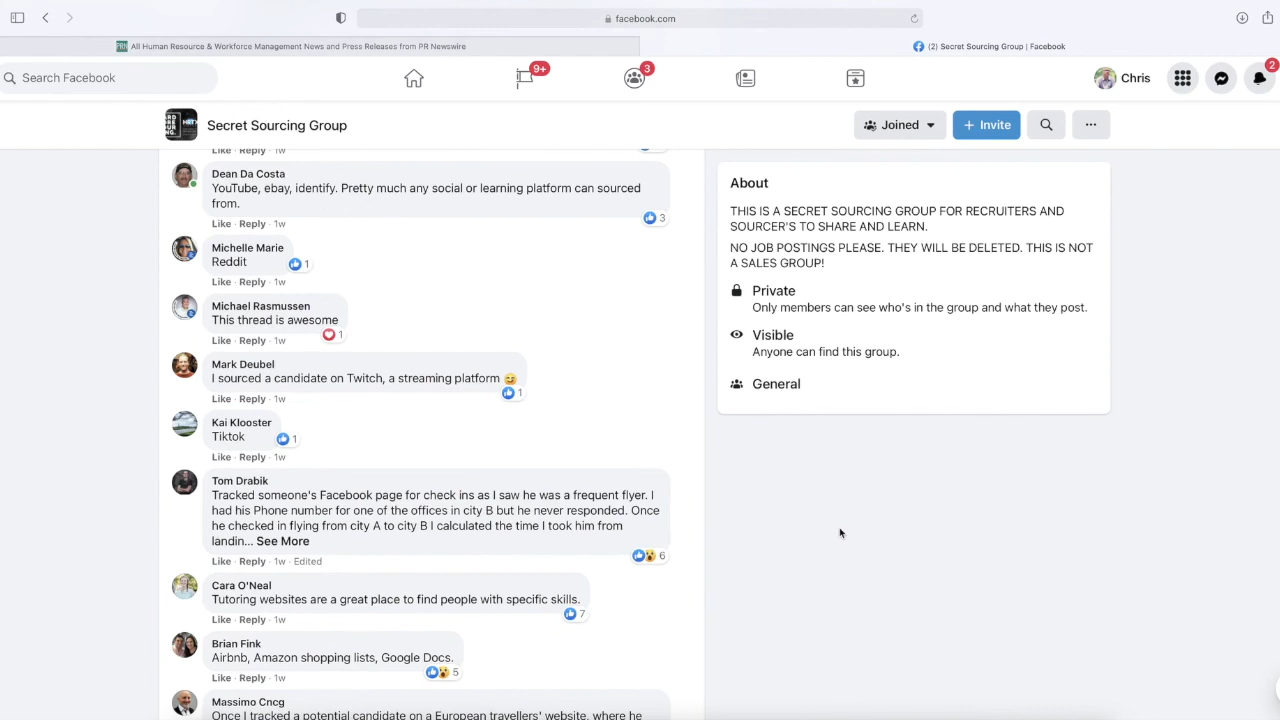 facebook.com
All Human Resource & Workforce Management News and Press Releases from PR Newswire
(2) Secret Sourcing Group | Facebook
Search Facebook
9+
3
Chris
2
Secret Sourcing Group
Joined
+ Invite
Like · Reply · 1w
Dean Da Costa
YouTube, ebay, identify. Pretty much any social or learning platform can sourced
from.
3
Like · Reply · 1w
Michelle Marie
Reddit
1
Like · Reply · 1w
Michael Rasmussen
This thread is awesome
1
Like · Reply · 1w
Mark Deubel
I sourced a candidate on Twitch, a streaming platform 😅
1
Like · Reply · 1w
Kai Klooster
Tiktok
1
Like · Reply · 1w
Tom Drabik
Tracked someone's Facebook page for check ins as I saw he was a frequent flyer. I
had his Phone number for one of the offices in city B but he never responded. Once
he checked in flying from city A to city B I calculated the time I took him from
landin... See More
6
Like · Reply · 1w · Edited
Cara O'Neal
Tutoring websites are a great place to find people with specific skills.
7
Like · Reply · 1w
Brian Fink
Airbnb, Amazon shopping lists, Google Docs.
5
Like · Reply · 1w
Massimo Cncg
Once I tracked a potential candidate on a European travellers' website, where he
About
THIS IS A SECRET SOURCING GROUP FOR RECRUITERS AND
SOURCER'S TO SHARE AND LEARN.
NO JOB POSTINGS PLEASE. THEY WILL BE DELETED. THIS IS NOT
A SALES GROUP!
Private
Only members can see who's in the group and what they post.
Visible
Anyone can find this group.
General